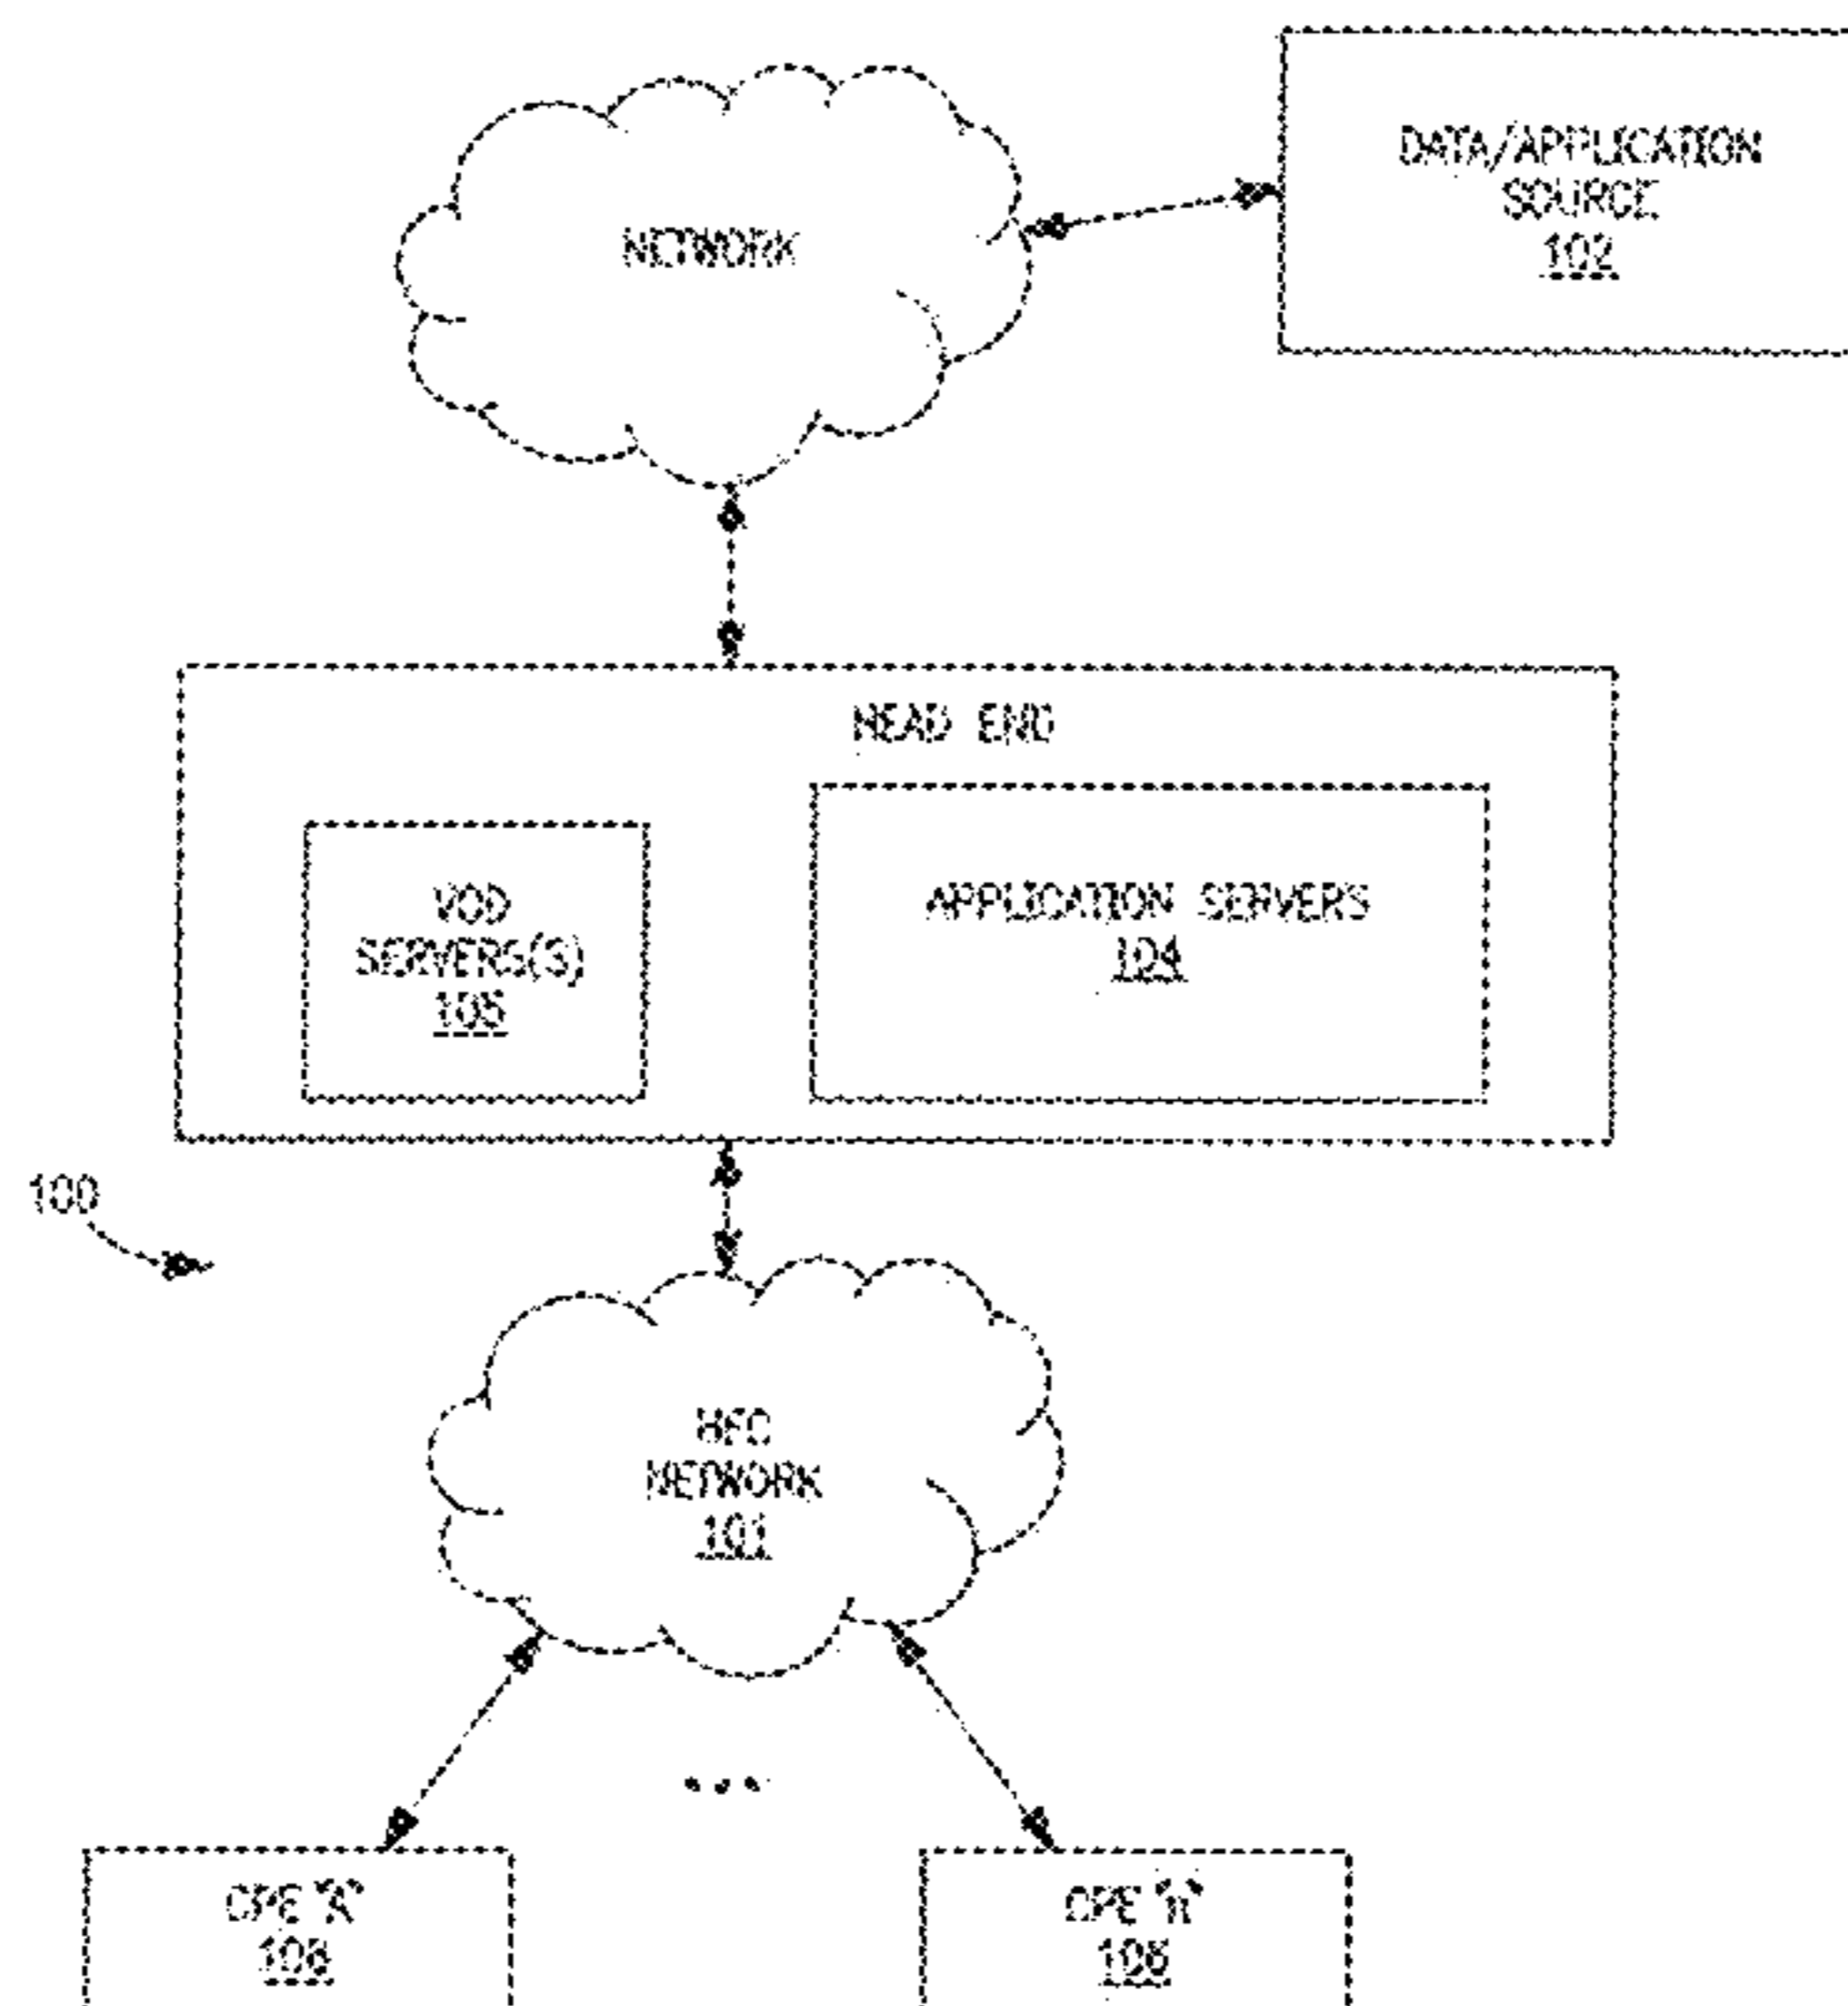 NETWORK
DATA/APPLICATION
SOURCE
102
HEAD END
VOD
SERVERS(S)
105
APPLICATION SERVERS
104
100
HFC
NETWORK
101
...
CPE "A"
106
CPE "n"
106